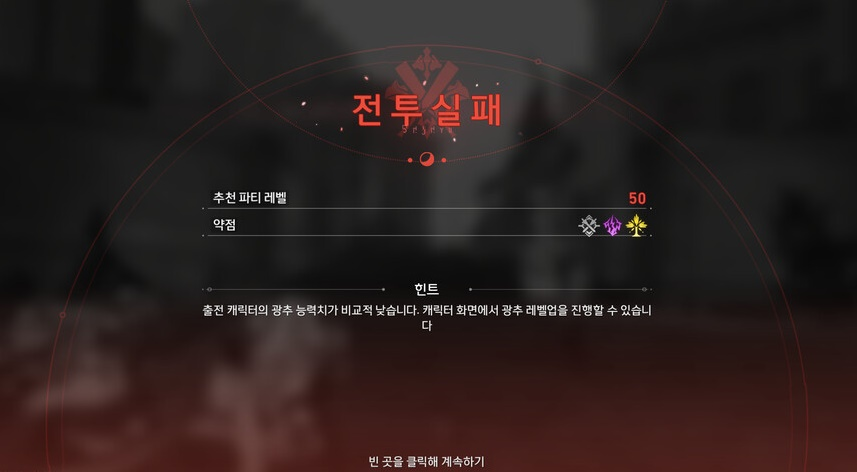 전투 실패
추천 파티 레벨 50
약점
힌트
출전 캐릭터의 광추 능력치가 비교적 낮습니다. 캐릭터 화면에서 광추 레벨업을 진행할 수 있습니
다
빈 곳을 클릭해 계속하기